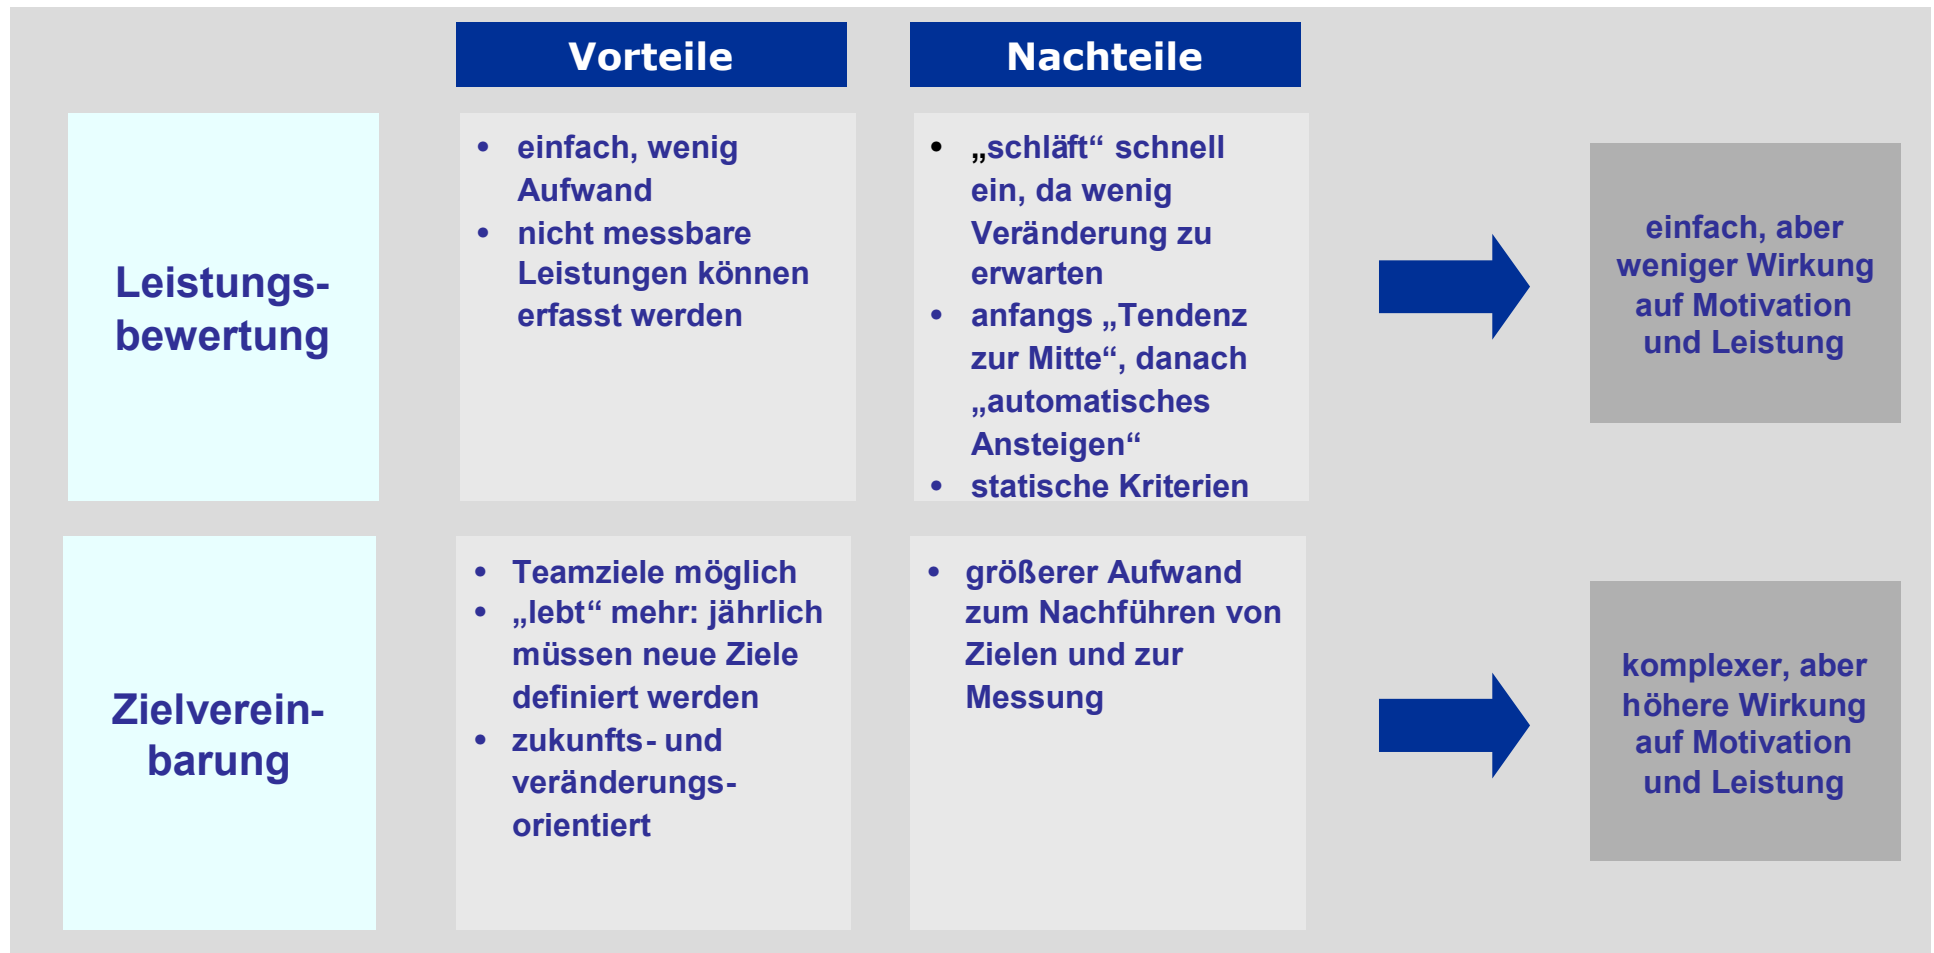 Vorteile
Nachteile
Leistungs-
bewertung
• einfach, wenig
Aufwand
• nicht messbare
Leistungen können
erfasst werden
• „schläft“ schnell
ein, da wenig
Veränderung zu
erwarten
• anfangs „Tendenz
zur Mitte“, danach
„automatisches
Ansteigen“
• statische Kriterien
einfach, aber
weniger Wirkung
auf Motivation
und Leistung
Zielverein-
barung
• Teamziele möglich
• „lebt“ mehr: jährlich
müssen neue Ziele
definiert werden
• zukunfts- und
veränderungs-
orientiert
• größerer Aufwand
zum Nachführen von
Zielen und zur
Messung
komplexer, aber
höhere Wirkung
auf Motivation
und Leistung